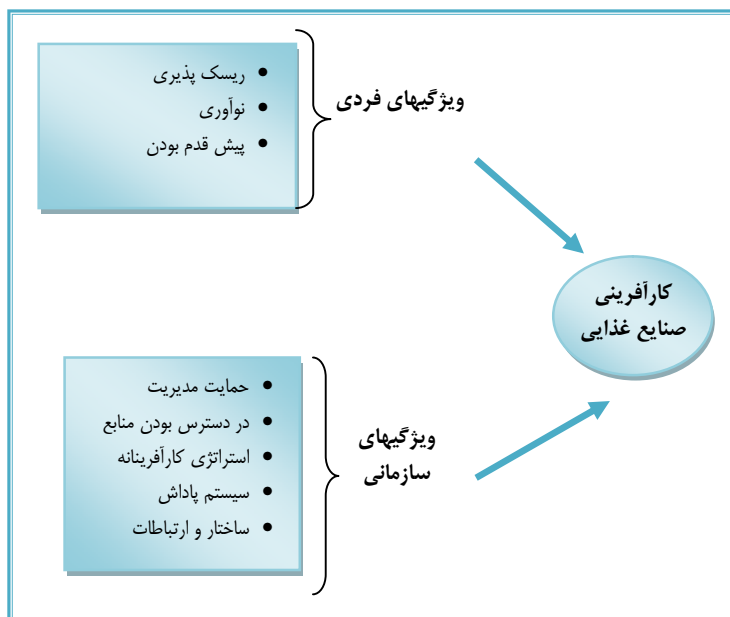 ریسک پذیری
نوآوری
پیش قدم بودن
ویژگیهای فردی
کارآفرینی
صنایع غذایی
حمایت مدیریت
در دسترس بودن منابع
استراتژی کارآفرینانه
سیستم پاداش
ساختار و ارتباطات
ویژگیهای
سازمانی